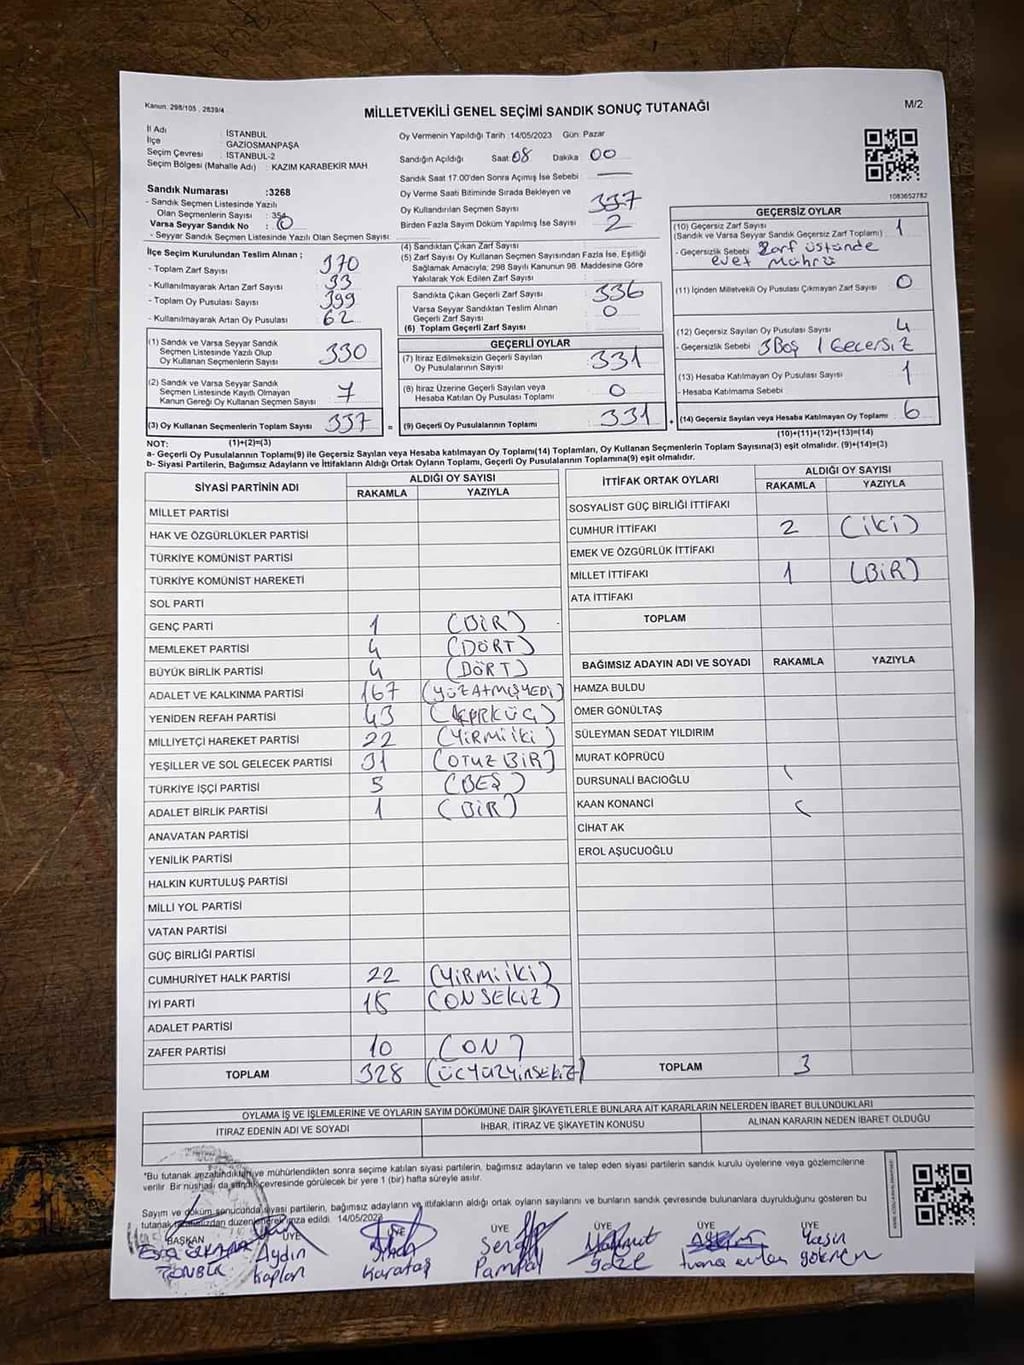 Kanun: 298/105 , 2839/4
MİLLETVEKİLİ GENEL SEÇİMİ SANDIK SONUÇ TUTANAĞI
M/2
İl Adı : İSTANBUL
İlçe : GAZİOSMANPAŞA
Seçim Çevresi : İSTANBUL-2
Seçim Bölgesi (Mahalle Adı) : KAZIM KARABEKİR MAH
Sandık Numarası :3268
- Sandık Seçmen Listesinde Yazılı
Olan Seçmenlerin Sayısı : 354
Varsa Seyyar Sandık No : 0
- Seyyar Sandık Seçmen Listesinde Yazılı Olan Seçmen Sayısı:
İlçe Seçim Kurulundan Teslim Alınan ;
- Toplam Zarf Sayısı 370
- Kullanılmayarak Artan Zarf Sayısı 33
- Toplam Oy Pusulası Sayısı 399
- Kullanılmayarak Artan Oy Pusulası 62
(1) Sandık ve Varsa Seyyar Sandık
Seçmen Listesinde Yazılı Olup
Oy Kullanan Seçmenlerin Sayısı 330
(2) Sandık ve Varsa Seyyar Sandık
Seçmen Listesinde Kayıtlı Olmayan
Kanun Gereği Oy Kullanan Seçmen Sayısı 7
(3) Oy Kullanan Seçmenlerin Toplam Sayısı 337
Oy Vermenin Yapıldığı Tarih :14/05/2023 Gün: Pazar
Sandığın Açıldığı Saat 08 Dakika 00
Sandık Saat 17.00'den Sonra Açılmış İse Sebebi
Oy Verme Saati Bitiminde Sırada Bekleyen ve
Oy Kullandırılan Seçmen Sayısı 337
Birden Fazla Sayım Döküm Yapılmış İse Sayısı 2
(4) Sandıktan Çıkan Zarf Sayısı
(5) Zarf Sayısı Oy Kullanan Seçmen Sayısından Fazla İse, Eşitliği
Sağlamak Amacıyla; 298 Sayılı Kanunun 98. Maddesine Göre
Yakılarak Yok Edilen Zarf Sayısı
Sandıkta Çıkan Geçerli Zarf Sayısı 336
Varsa Seyyar Sandıktan Teslim Alınan
Geçerli Zarf Sayısı 0
(6) Toplam Geçerli Zarf Sayısı
GEÇERLİ OYLAR
(7) İtiraz Edilmeksizin Geçerli Sayılan
Oy Pusulalarının Sayısı 331
(8) İtiraz Üzerine Geçerli Sayılan veya
Hesaba Katılan Oy Pusulası Toplamı 0
= (9) Geçerli Oy Pusulalarının Toplamı 331
1083652782
GEÇERSİZ OYLAR
(10) Geçersiz Zarf Sayısı
(Sandık ve Varsa Seyyar Sandık Geçersiz Zarf Toplamı) 1
- Geçersizlik Sebebi Zarf üstünde
evet mührü
(11) İçinden Milletvekili Oy Pusulası Çıkmayan Zarf Sayısı 0
(12) Geçersiz Sayılan Oy Pusulası Sayısı 4
- Geçersizlik Sebebi 3 Boş 1 Geçersiz
(13) Hesaba Katılmayan Oy Pusulası Sayısı 1
- Hesaba Katılmama Sebebi
+ (14) Geçersiz Sayılan veya Hesaba Katılmayan Oy Toplamı 6
NOT: (1)+(2)=(3) (10)+(11)+(12)+(13)=(14)
a- Geçerli Oy Pusulalarının Toplamı(9) ile Geçersiz Sayılan veya Hesaba katılmayan Oy Toplamı(14) Toplamları, Oy Kullanan Seçmenlerin Toplam Sayısına(3) eşit olmalıdır. (9)+(14)=(3)
b- Siyasi Partilerin, Bağımsız Adayların ve İttifakların Aldığı Ortak Oyların Toplamı, Geçerli Oy Pusulalarının Toplamına(9) eşit olmalıdır.
SİYASİ PARTİNİN ADI ALDIĞI OY SAYISI
RAKAMLA YAZIYLA
MİLLET PARTİSİ
HAK VE ÖZGÜRLÜKLER PARTİSİ
TÜRKİYE KOMÜNİST PARTİSİ
TÜRKİYE KOMÜNİST HAREKETİ
SOL PARTİ
GENÇ PARTİ 1 (BİR)
MEMLEKET PARTİSİ 4 (DÖRT)
BÜYÜK BİRLİK PARTİSİ 4 (DÖRT)
ADALET VE KALKINMA PARTİSİ 167 (YÜZATMIŞYEDİ)
YENİDEN REFAH PARTİSİ 43
MİLLİYETÇİ HAREKET PARTİSİ 22 (YİRMİİKİ)
YEŞİLLER VE SOL GELECEK PARTİSİ 31 (OTUZ BİR)
TÜRKİYE İŞÇİ PARTİSİ 5 (BEŞ)
ADALET BİRLİK PARTİSİ 1 (BİR)
ANAVATAN PARTİSİ
YENİLİK PARTİSİ
HALKIN KURTULUŞ PARTİSİ
MİLLİ YOL PARTİSİ
VATAN PARTİSİ
GÜÇ BİRLİĞİ PARTİSİ
CUMHURİYET HALK PARTİSİ 22 (YİRMİİKİ)
İYİ PARTİ 18 (ONSEKİZ)
ADALET PARTİSİ
ZAFER PARTİSİ 10 (ON)
TOPLAM 328 (ÜÇYÜZYİRSEKİZ)
İTTİFAK ORTAK OYLARI ALDIĞI OY SAYISI
RAKAMLA YAZIYLA
SOSYALİST GÜÇ BİRLİĞİ İTTİFAKI
CUMHUR İTTİFAKI 2 (İKİ)
EMEK VE ÖZGÜRLÜK İTTİFAKI
MİLLET İTTİFAKI 1 (BİR)
ATA İTTİFAKI
TOPLAM
BAĞIMSIZ ADAYIN ADI VE SOYADI RAKAMLA YAZIYLA
HAMZA BULDU
ÖMER GÖNÜLTAŞ
SÜLEYMAN SEDAT YILDIRIM
MURAT KÖPRÜCÜ
DURSUNALİ BACIOĞLU
KAAN KONANCİ
CİHAT AK
EROL AŞUCUOĞLU
TOPLAM 3
OYLAMA İŞ VE İŞLEMLERİNE VE OYLARIN SAYIM DÖKÜMÜNE DAİR ŞİKAYETLERLE BUNLARA AİT KARARLARIN NELERDEN İBARET BULUNDUKLARI
İTİRAZ EDENİN ADI VE SOYADI İHBAR, İTİRAZ VE ŞİKAYETİN KONUSU ALINAN KARARIN NEDEN İBARET OLDUĞU
*Bu tutanak imzalandıktan ve mühürlendikten sonra seçime katılan siyasi partilerin, bağımsız adayların ve talep eden siyasi partilerin sandık kurulu üyelerine veya gözlemcilerine
verilir. Bir nüshası da sandık çevresinde görülecek bir yere 1 (bir) hafta süreyle asılır.
Sayım ve döküm sonucunda siyasi partilerin, bağımsız adayların ve ittifakların aldığı ortak oyların sayısını ve bunların sandık çevresinde bulunanlara duyrulduğunu gösteren bu
tutanak tarafımızdan düzenlenerek imza edildi. 14/05/2023
BAŞKAN ÜYE ÜYE ÜYE ÜYE ÜYE ÜYE
Aydın Kaplan
Karataş
Mahmut
Yasin